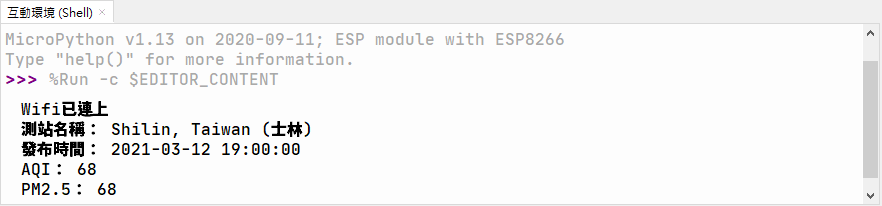 互動環境 (Shell) ×
MicroPython v1.13 on 2020-09-11; ESP module with ESP8266
Type "help()" for more information.
>>> %Run -c $EDITOR_CONTENT
Wifi已連上
測站名稱： Shilin, Taiwan (士林)
發布時間： 2021-03-12 19:00:00
AQI： 68
PM2.5： 68